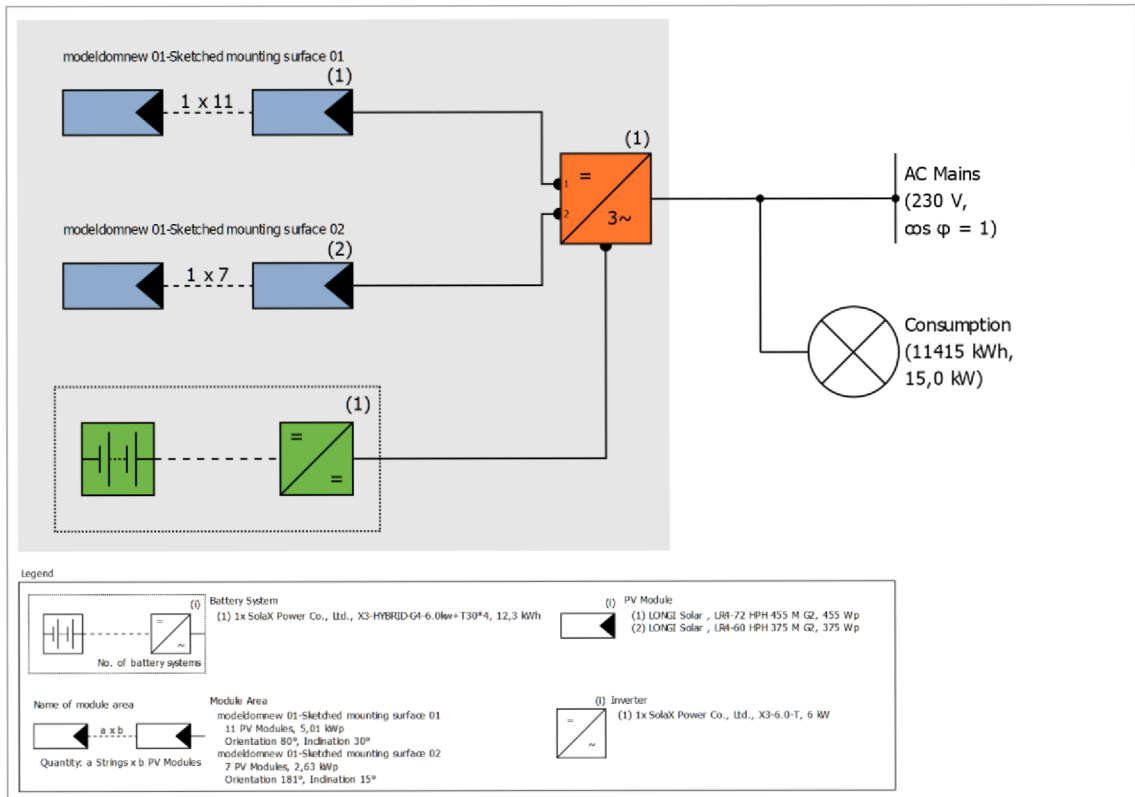 modeldomnew 01-Sketched mounting surface 01
(1)
1 x 11
(1)
=
1
2
3~
AC Mains
(230 V,
cos φ = 1)
modeldomnew 01-Sketched mounting surface 02
(2)
1 x 7
Consumption
(11415 kWh,
15,0 kW)
(1)
=
=
Legend
(i)
Battery System
(1) 1x SolaX Power Co., Ltd., X3-HYBRID-G4-6.0kw+T30*4, 12,3 kWh
=
~
No. of battery systems
(i) PV Module
(1) LONGI Solar , LR4-72 HPH 455 M G2, 455 Wp
(2) LONGI Solar , LR4-60 HPH 375 M G2, 375 Wp
Name of module area
a x b
Quantity: a Strings x b PV Modules
Module Area
modeldomnew 01-Sketched mounting surface 01
11 PV Modules, 5,01 kWp
Orientation 80°, Inclination 30°
modeldomnew 01-Sketched mounting surface 02
7 PV Modules, 2,63 kWp
Orientation 181°, Inclination 15°
(i) Inverter
(1) 1x SolaX Power Co., Ltd., X3-6.0-T, 6 kW
=
~